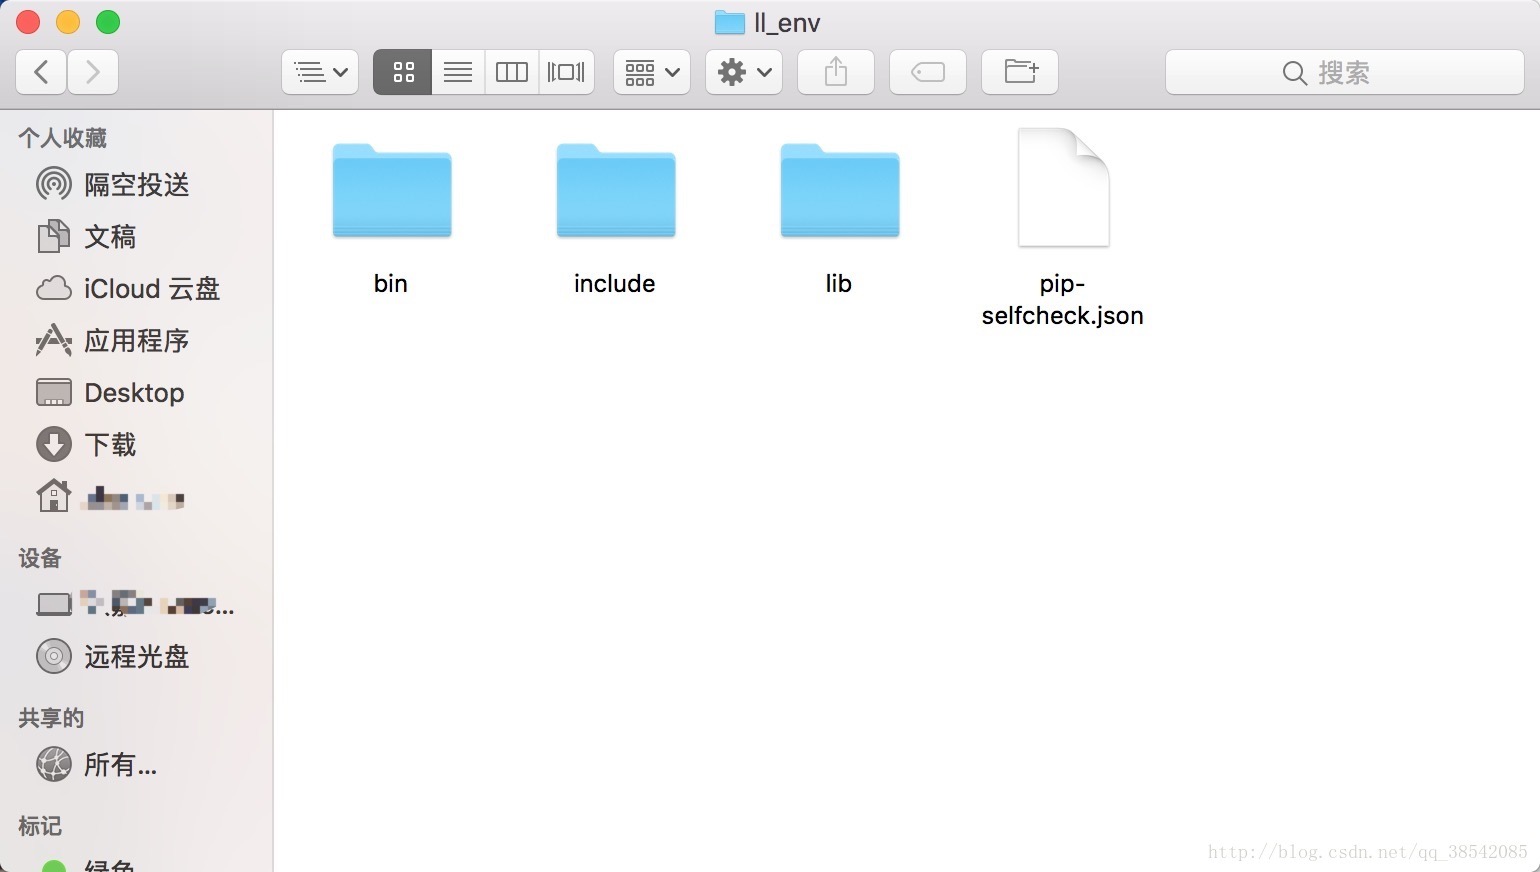 ll_env
搜索
个人收藏
隔空投送
文稿
iCloud 云盘
应用程序
Desktop
下载
设备
远程光盘
共享的
所有...
标记
绿色
bin
include
lib
pip-
selfcheck.json
http://blog.csdn.net/qq_38542085